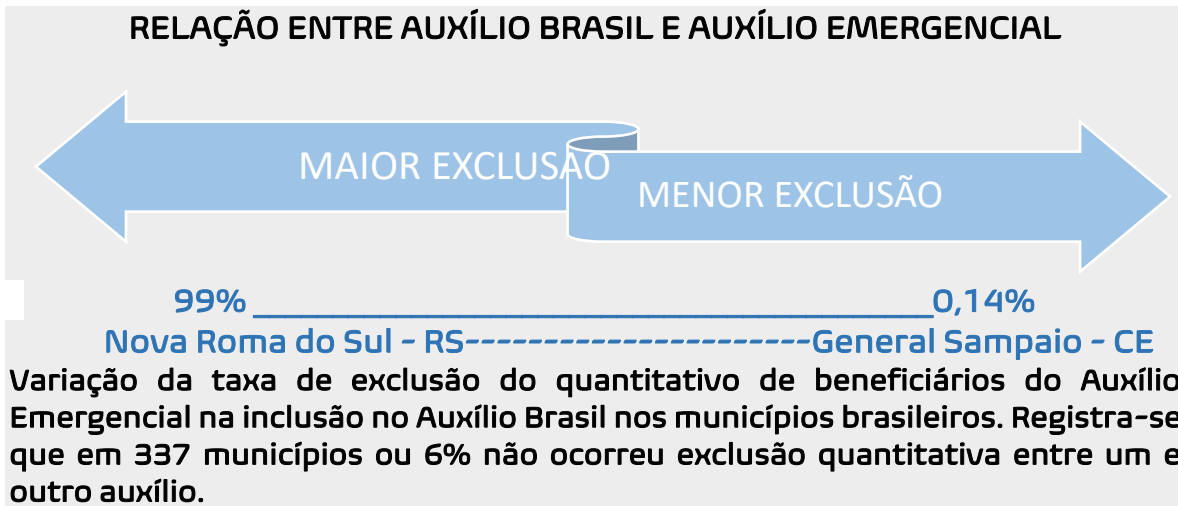 RELAÇÃO ENTRE AUXÍLIO BRASIL E AUXÍLIO EMERGENCIAL
MAIOR EXCLUSÃO
MENOR EXCLUSÃO
99%__________________________________________0,14%
Nova Roma do Sul - RS----------------------General Sampaio - CE
Variação da taxa de exclusão do quantitativo de beneficiários do Auxílio
Emergencial na inclusão no Auxílio Brasil nos municípios brasileiros. Registra-se
que em 337 municípios ou 6% não ocorreu exclusão quantitativa entre um e
outro auxílio.